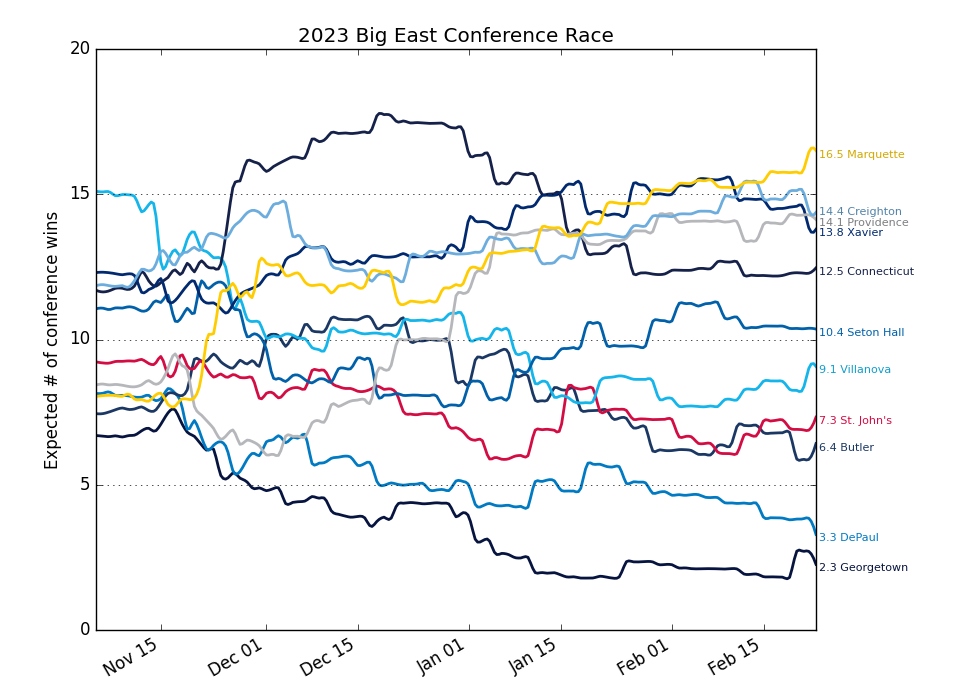 2023 Big East Conference Race
Expected # of conference wins
20
15
10
5
0
Nov 15
Dec 01
Dec 15
Jan 01
Jan 15
Feb 01
Feb 15
16.5 Marquette
14.4 Creighton
14.1 Providence
13.8 Xavier
12.5 Connecticut
10.4 Seton Hall
9.1 Villanova
7.3 St. John's
6.4 Butler
3.3 DePaul
2.3 Georgetown